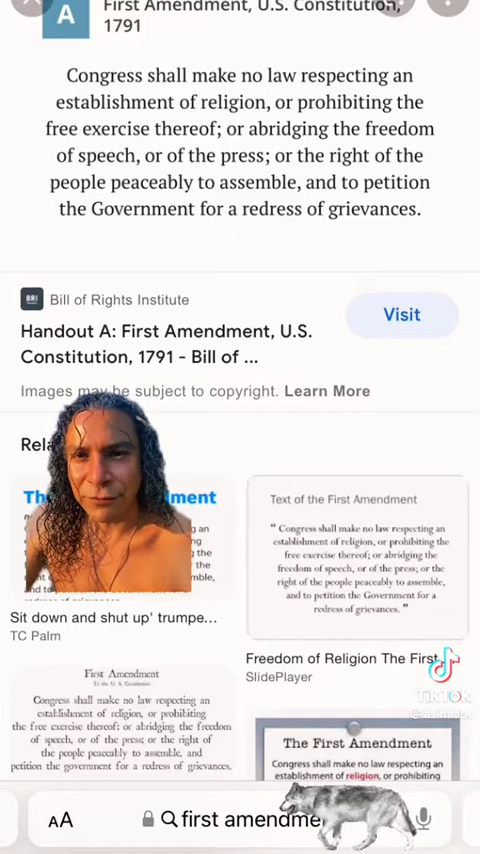 A
First Amendment, U.S. Constitution,
1791
Congress shall make no law respecting an
establishment of religion, or prohibiting the
free exercise thereof; or abridging the freedom
of speech, or of the press; or the right of the
people peaceably to assemble, and to petition
the Government for a redress of grievances.
BRI
Bill of Rights Institute
Visit
Handout A: First Amendment, U.S.
Constitution, 1791 - Bill of ...
Images may be subject to copyright. Learn More
Sit down and shut up' trumpe...
TC Palm
Text of the First Amendment
“ Congress shall make no law respecting an
establishment of religion, or prohibiting the
free exercise thereof; or abridging the
freedom of speech, or of the press; or the
right of the people peaceably to assemble,
and to petition the Government for a
redress of grievances. ”
Freedom of Religion The First
SlidePlayer
TikTok
First Amendment
To the U. S. Constitution
Congress shall make no law respecting an
establishment of religion, or prohibiting
the free exercise thereof; or abridging the freedom
of speech, or of the press; or the right of
the people peaceably to assemble, and
petition the government for a redress of grievances.
The First Amendment
Congress shall make no law respecting an
establishment of religion, or prohibiting
AA
first amendme